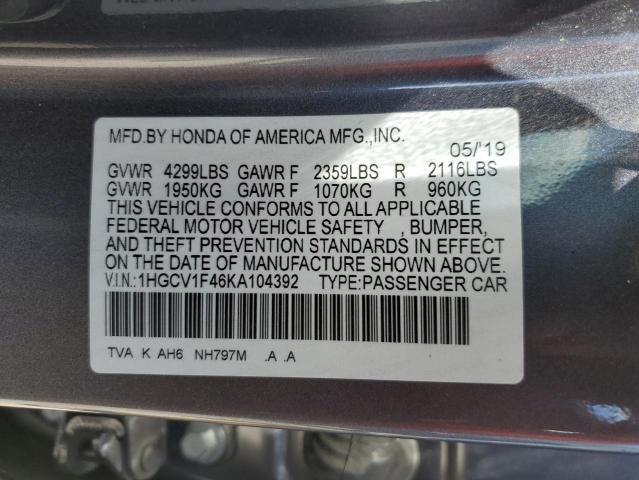 MFD.BY HONDA OF AMERICA MFG.,INC. 05/'19
GVWR 4299LBS GAWR F 2359LBS R 2116LBS
GVWR 1950KG GAWR F 1070KG R 960KG
THIS VEHICLE CONFORMS TO ALL APPLICABLE
FEDERAL MOTOR VEHICLE SAFETY , BUMPER,
AND THEFT PREVENTION STANDARDS IN EFFECT
ON THE DATE OF MANUFACTURE SHOWN ABOVE.
V.I.N.:1HGCV1F46KA104392 TYPE:PASSENGER CAR
TVA K AH6 NH797M .A .A